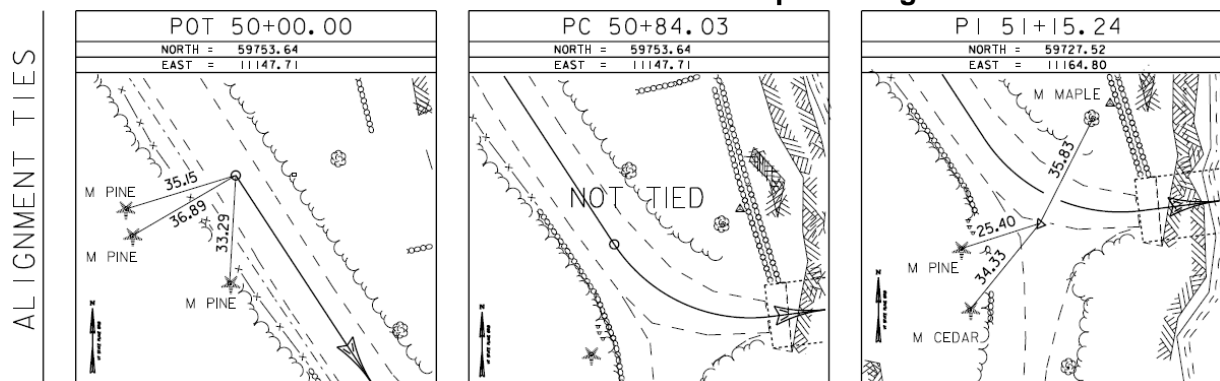 ALIGNMENT TIES
POT 50+00.00
NORTH = 59753.64
EAST = 11147.71
M PINE
35.15
36.89
M PINE
33.29
M PINE
N
PC 50+84.03
NORTH = 59753.64
EAST = 11147.71
NOT TIED
N
PI 51+15.24
NORTH = 59727.52
EAST = 11164.80
M MAPLE
35.83
25.40
M PINE
34.33
M CEDAR
N